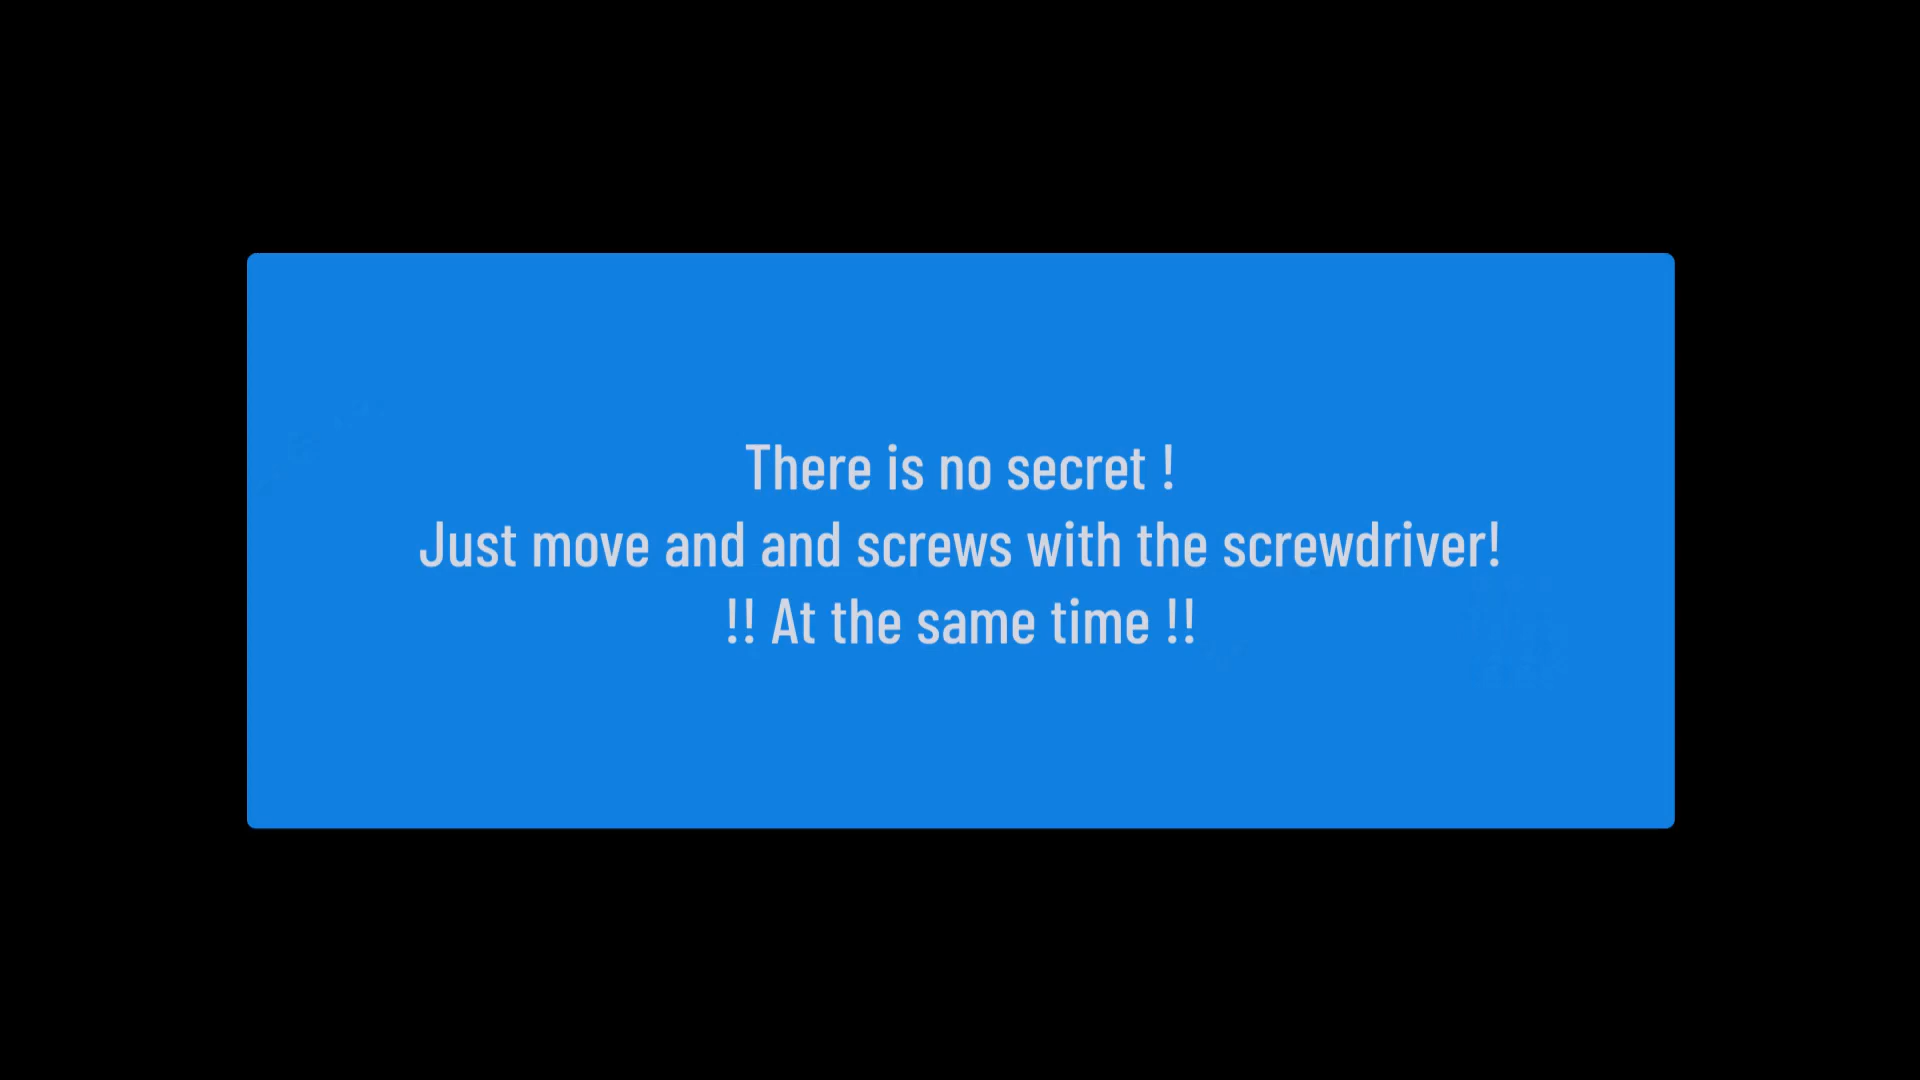 There is no secret !
Just move and and screws with the screwdriver!
!! At the same time !!